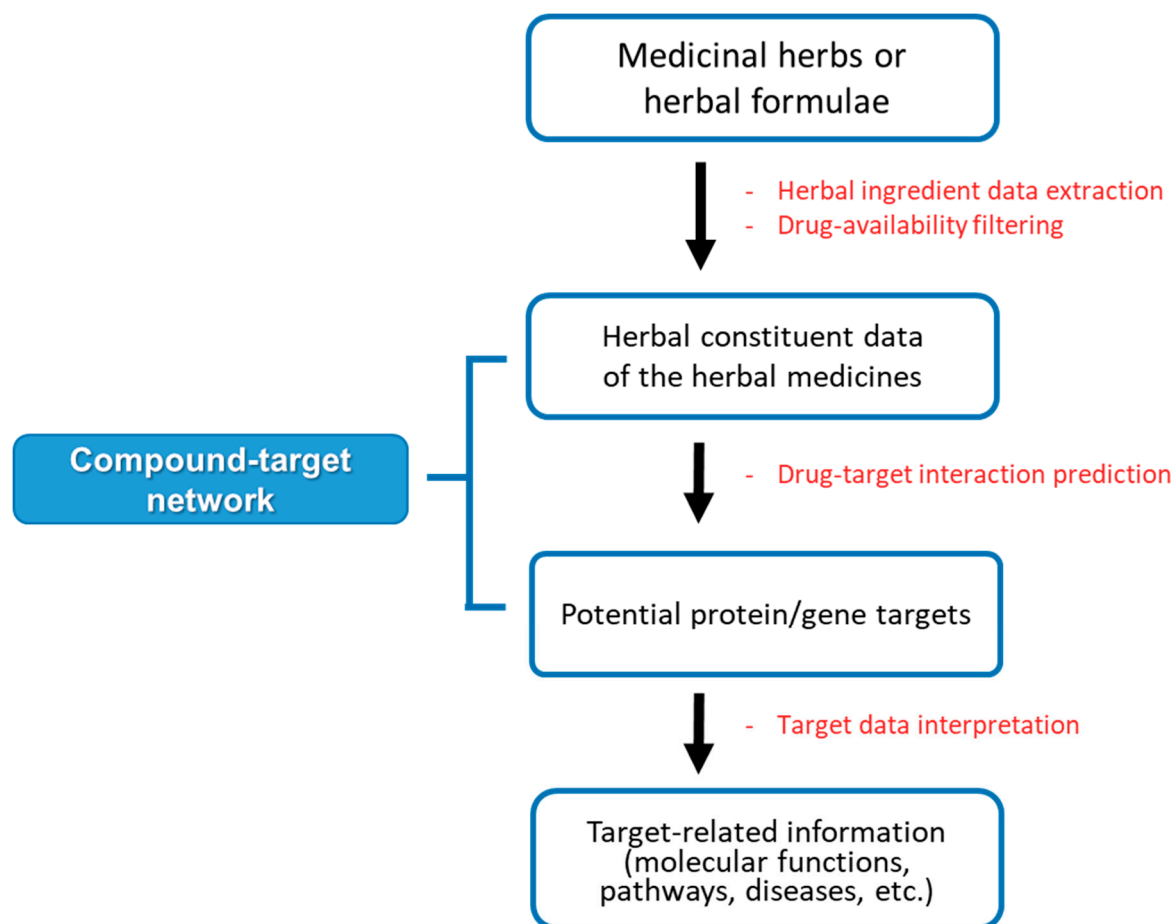 Medicinal herbs or
herbal formulae
- Herbal ingredient data extraction
- Drug-availability filtering
Herbal constituent data
of the herbal medicines
Compound-target
network
- Drug-target interaction prediction
Potential protein/gene targets
- Target data interpretation
Target-related information
(molecular functions,
pathways, diseases, etc.)